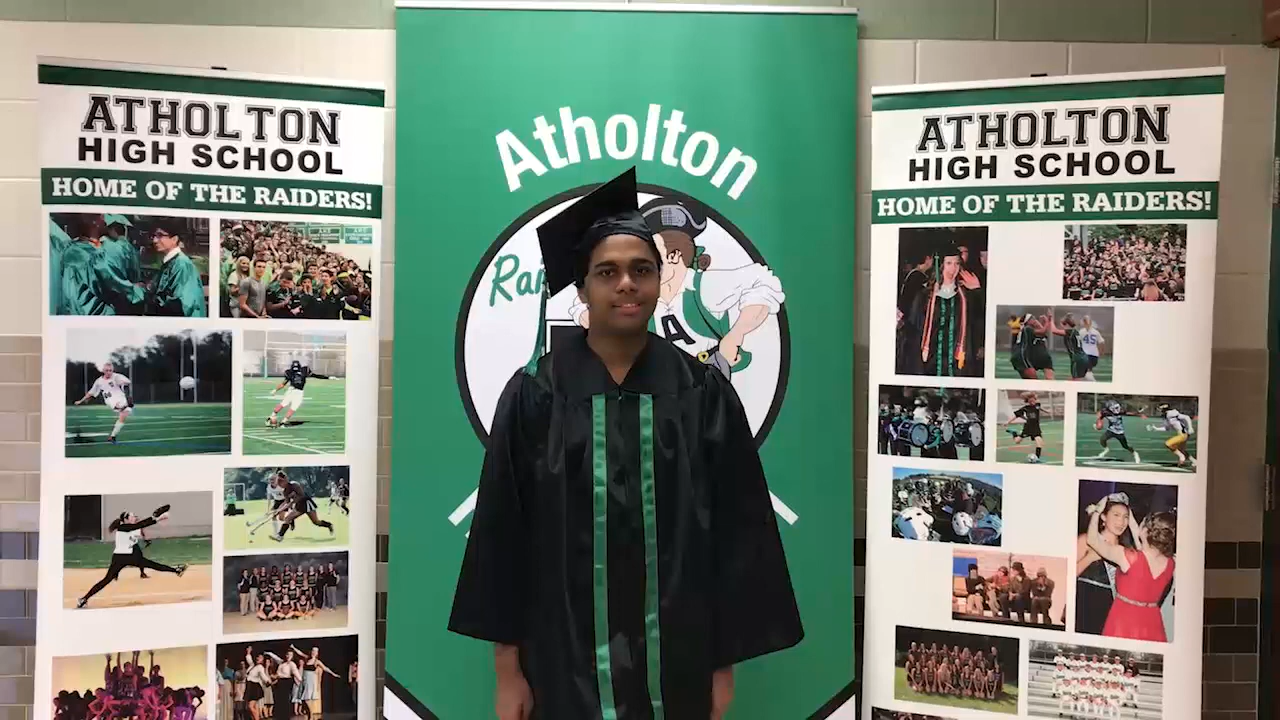 ATHOLTON
HIGH SCHOOL
HOME OF THE RAIDERS!
Atholton
A
ATHOLTON
HIGH SCHOOL
HOME OF THE RAIDERS!